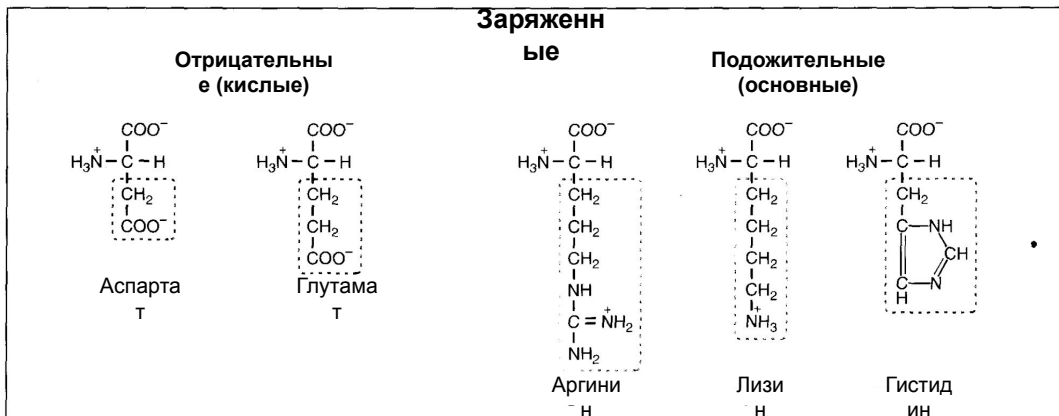 Заряженн
ые
Отрицательны
е (кислые)
Подожительные
(основные)
COO⁻
H₃N⁺–C–H
CH₂
COO⁻
Аспарта
т
COO⁻
H₃N⁺–C–H
CH₂
CH₂
COO⁻
Глутама
т
COO⁻
H₃N⁺–C–H
CH₂
CH₂
CH₂
NH
C=N⁺H₂
NH₂
Аргини
н
COO⁻
H₃N⁺–C–H
CH₂
CH₂
CH₂
CH₂
N⁺H₃
Лизи
н
COO⁻
H₃N⁺–C–H
CH₂
C–NH
CH
C–N
H
Гистид
ин